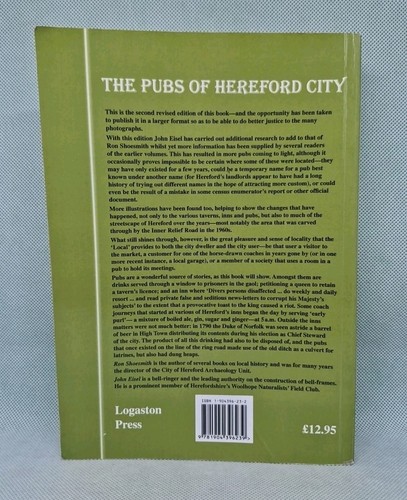 THE PUBS OF HEREFORD CITY
This is the second revised edition of this book—and the opportunity has been taken
to publish it in a larger format so as to be able to do better justice to the many
photographs.
With this edition John Eisel has carried out additional research to add to that of
Ron Shoesmith whilst yet more information has been supplied by several readers
of the earlier volumes. This has resulted in more pubs coming to light, although it
occasionally proves impossible to be certain where some of these were located—they
may have only existed for a few years, could be a temporary name for a pub best
known under another name (for Hereford's landlords appear to have had a long
history of trying out different names in the hope of attracting more custom), or could
even be the result of a mistake in some census enumerator's report or other official
document.
More illustrations have been found too, helping to show the changes that have
happened, not only to the various taverns, inns and pubs, but also to much of the
streetscape of Hereford over the years—most notably the area that was carved
through by the Inner Relief Road in the 1960s.
What still shines through, however, is the great pleasure and sense of locality that the
'Local' provides to both the city dweller and the city user—be that user a visitor to
the market, a customer for one of the horse-drawn coaches in years gone by (or in one
more recent instance, a local garage), or a member of a society that uses a room in a
pub to hold its meetings.
Pubs are a wonderful source of stories, as this book will show. Amongst them are
drinks served through a window to prisoners in the gaol; petitioning a queen to retain
a tavern's licence; and an inn where 'Divers persons disaffected ... do weekly and daily
resort ... and read private false and seditious news-letters to corrupt his Majesty's
subjects' to the extent that a provocative toast to the king caused a riot. Some coach
journeys that started at various of Hereford's inns began the day by serving 'early
purl' — a mixture of boiled ale, gin, sugar and ginger—at 5a.m. Outside the inns
matters were not much better: in 1790 the Duke of Norfolk was seen astride a barrel
of beer in High Town distributing its contents during his election as Chief Steward
of the city. The product of all this drinking had also to be disposed of, and the pubs
that once existed on the line of the ring road made use of the old ditch as a culvert for
latrines, but also had dung heaps.
Ron Shoesmith is the author of several books on local history and was for many years
the director of the City of Hereford Archaeology Unit.
John Eisel is a bell-ringer and the leading authority on the construction of bell-frames.
He is a prominent member of Herefordshire's Woolhope Naturalists' Field Club.
Logaston
Press
ISBN 1-904396-23-3
9 781904 396239
£12.95